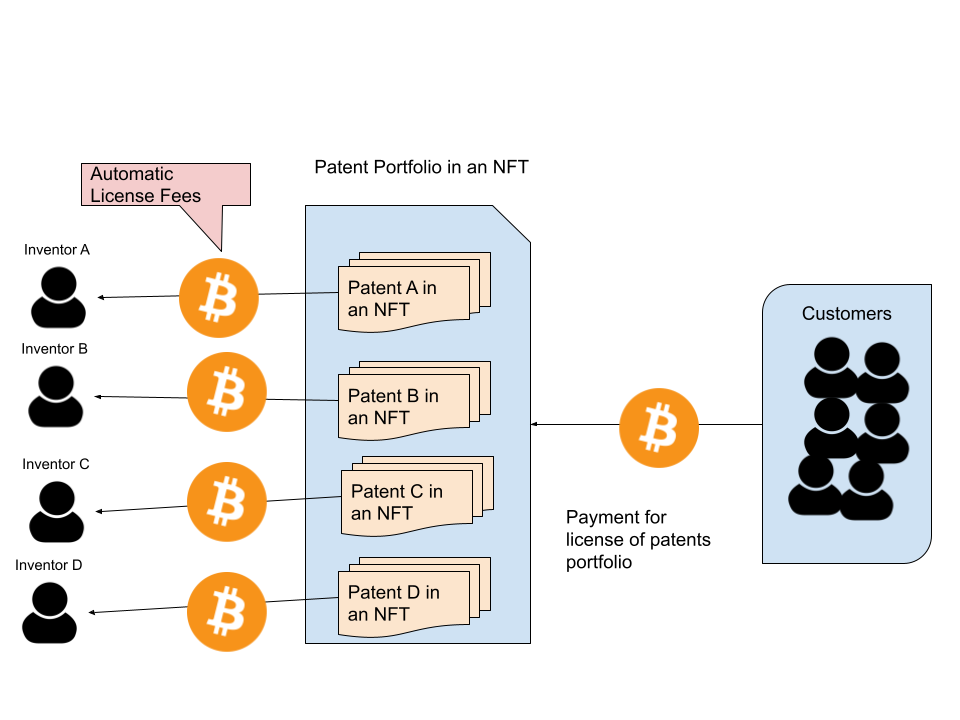 Patent Portfolio in an NFT
Automatic
License Fees
Inventor A
Patent A in
an NFT
Customers
Inventor B
Patent B in
an NFT
Inventor C
Patent C in
an NFT
Payment for
license of patents
portfolio
Inventor D
Patent D in
an NFT